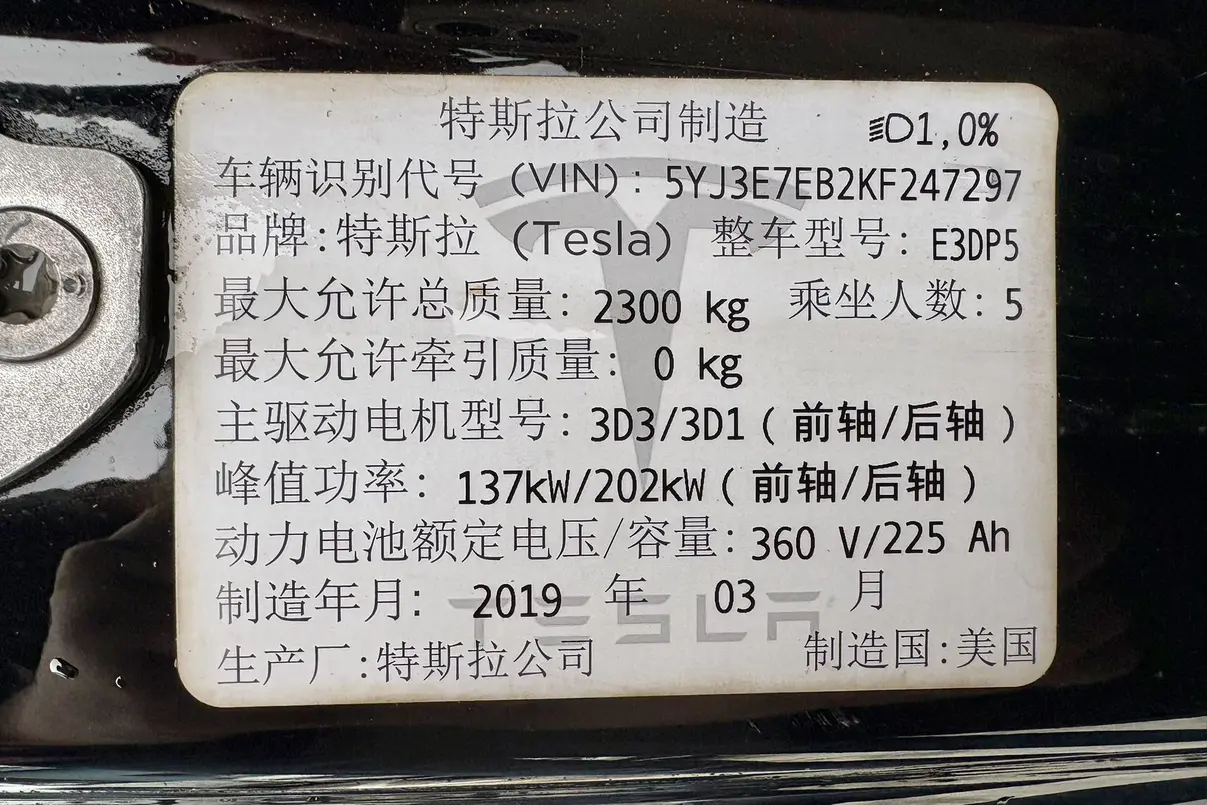 特斯拉公司制造 1,0%
车辆识别代号 (VIN): 5YJ3E7EB2KF247297
品牌:特斯拉 (Tesla) 整车型号: E3DP5
最大允许总质量: 2300 kg 乘坐人数: 5
最大允许牵引质量: 0 kg
主驱动电机型号: 3D3/3D1(前轴/后轴)
峰值功率: 137kW/202kW(前轴/后轴)
动力电池额定电压/容量: 360 V/225 Ah
制造年月: 2019 年 03 月
TESLA
生产厂:特斯拉公司 制造国:美国